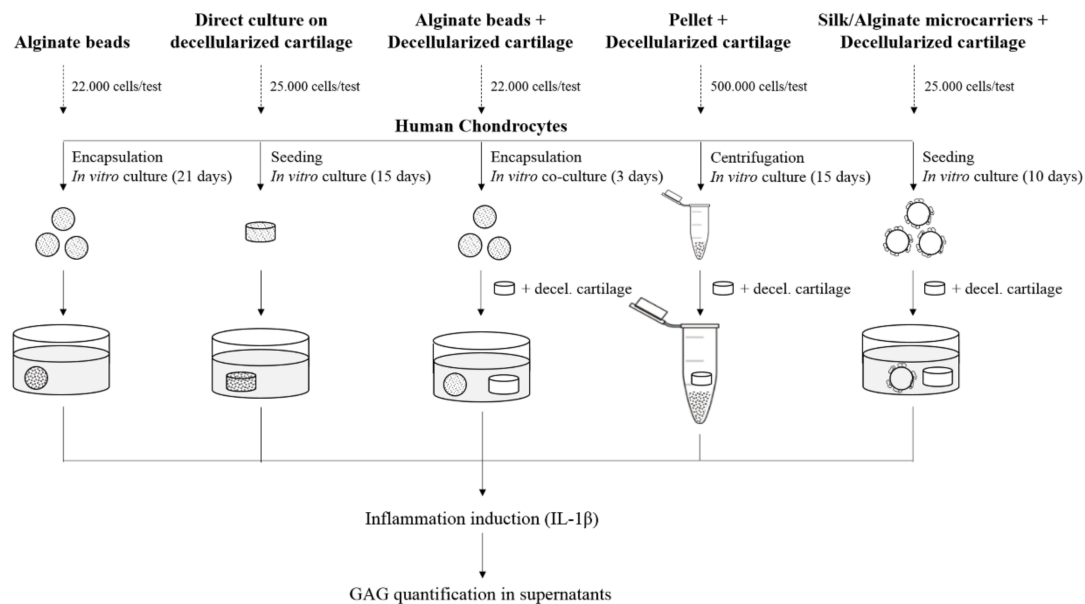 Alginate beads
Direct culture on
decellularized cartilage
Alginate beads +
Decellularized cartilage
Pellet +
Decellularized cartilage
Silk/Alginate microcarriers +
Decellularized cartilage
22.000 cells/test
25.000 cells/test
22.000 cells/test
500.000 cells/test
25.000 cells/test
Human Chondrocytes
Encapsulation
In vitro culture (21 days)
Seeding
In vitro culture (15 days)
Encapsulation
In vitro co-culture (3 days)
Centrifugation
In vitro culture (15 days)
Seeding
In vitro culture (10 days)
+ decel. cartilage
+ decel. cartilage
+ decel. cartilage
Inflammation induction (IL-1β)
GAG quantification in supernatants